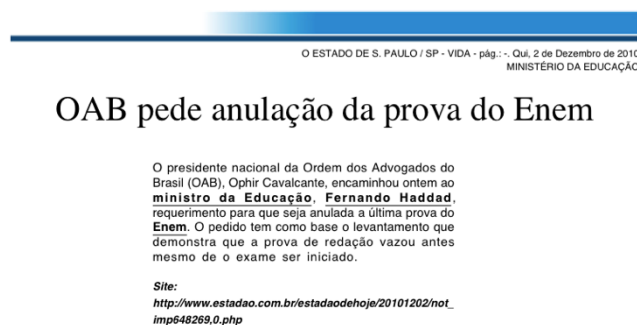 O ESTADO DE S. PAULO / SP - VIDA - pág.: -. Qui, 2 de Dezembro de 2010
MINISTÉRIO DA EDUCAÇÃO
OAB pede anulação da prova do Enem
O presidente nacional da Ordem dos Advogados do
Brasil (OAB), Ophir Cavalcante, encaminhou ontem ao
ministro da Educação, Fernando Haddad,
requerimento para que seja anulada a última prova do
Enem. O pedido tem como base o levantamento que
demonstra que a prova de redação vazou antes
mesmo de o exame ser iniciado.
Site:
http://www.estadao.com.br/estadaodehoje/20101202/not_
imp648269,0.php